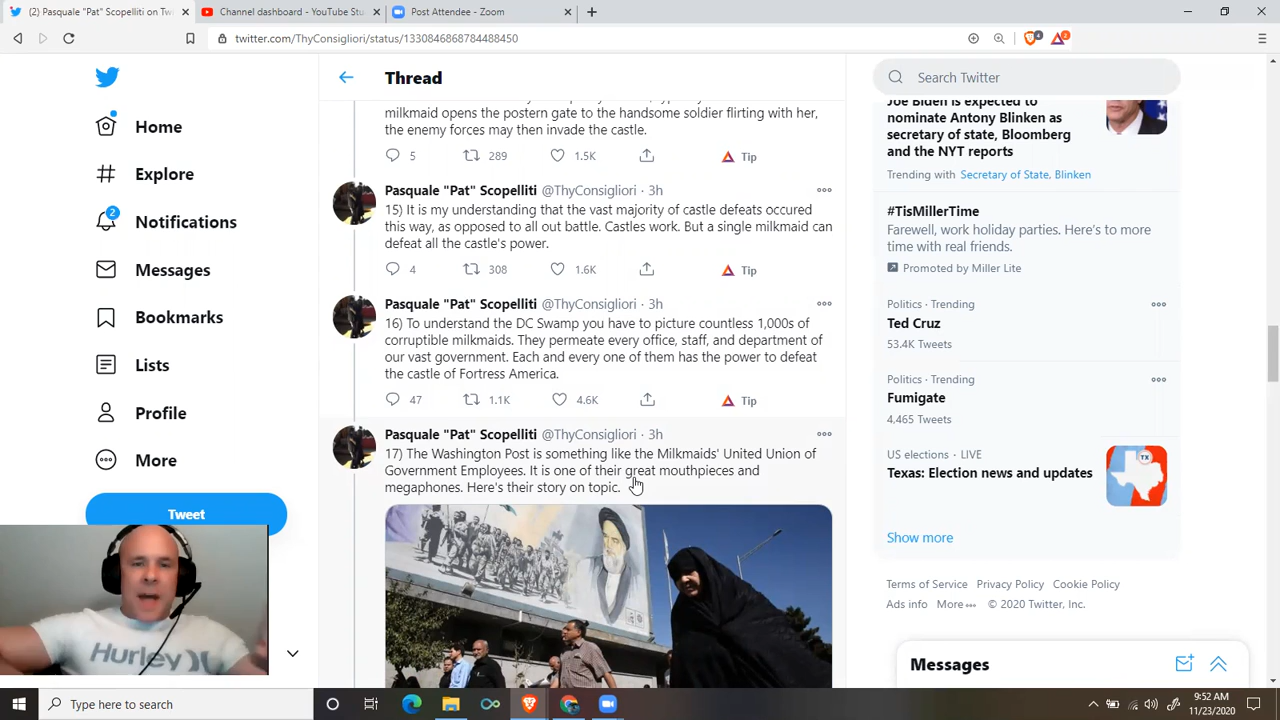 (2) Pasquale "Pat" Scopelliti on Tw
Channel dashboard - YouTube Stu
Post Attendee - Zoom
twitter.com/ThyConsigliori/status/1330846868784488450
4
2
Home
Explore
2
Notifications
Messages
Bookmarks
Lists
Profile
More
Tweet
Hurley
Thread
milkmaid opens the postern gate to the handsome soldier flirting with her,
the enemy forces may then invade the castle.
5 289 1.5K Tip
Pasquale "Pat" Scopelliti @ThyConsigliori · 3h
15) It is my understanding that the vast majority of castle defeats occured
this way, as opposed to all out battle. Castles work. But a single milkmaid can
defeat all the castle's power.
4 308 1.6K Tip
Pasquale "Pat" Scopelliti @ThyConsigliori · 3h
16) To understand the DC Swamp you have to picture countless 1,000s of
corruptible milkmaids. They permeate every office, staff, and department of
our vast government. Each and every one of them has the power to defeat
the castle of Fortress America.
47 1.1K 4.6K Tip
Pasquale "Pat" Scopelliti @ThyConsigliori · 3h
17) The Washington Post is something like the Milkmaids' United Union of
Government Employees. It is one of their great mouthpieces and
megaphones. Here's their story on topic.
Search Twitter
Joe Biden is expected to
nominate Antony Blinken as
secretary of state, Bloomberg
and the NYT reports
Trending with Secretary of State, Blinken
#TisMillerTime
Farewell, work holiday parties. Here's to more
time with real friends.
Promoted by Miller Lite
Politics · Trending
Ted Cruz
53.4K Tweets
Politics · Trending
Fumigate
4,465 Tweets
US elections · LIVE
Texas: Election news and updates
TX
Show more
Terms of Service Privacy Policy Cookie Policy
Ads info More © 2020 Twitter, Inc.
Messages
Type here to search
9:52 AM
11/23/2020